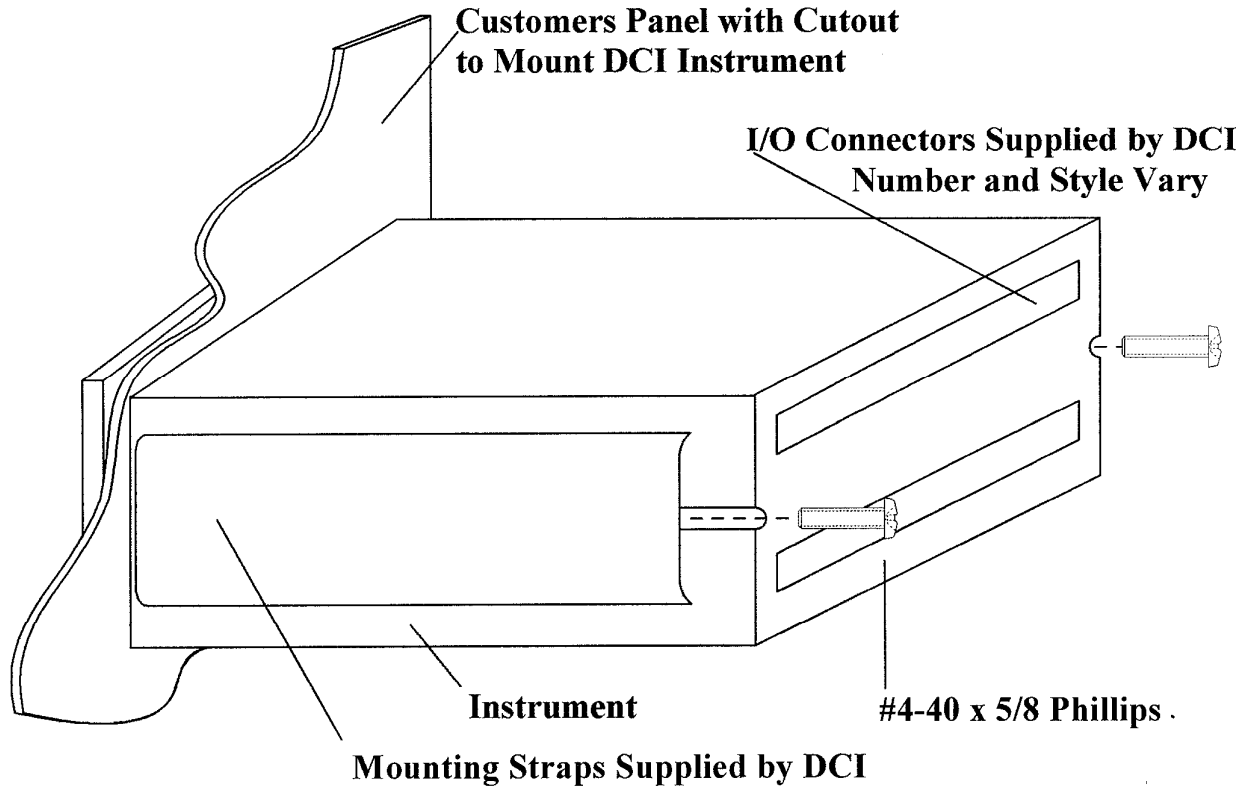 Customers Panel with Cutout
to Mount DCI Instrument
I/O Connectors Supplied by DCI
Number and Style Vary
Instrument
#4-40 x 5/8 Phillips
Mounting Straps Supplied by DCI